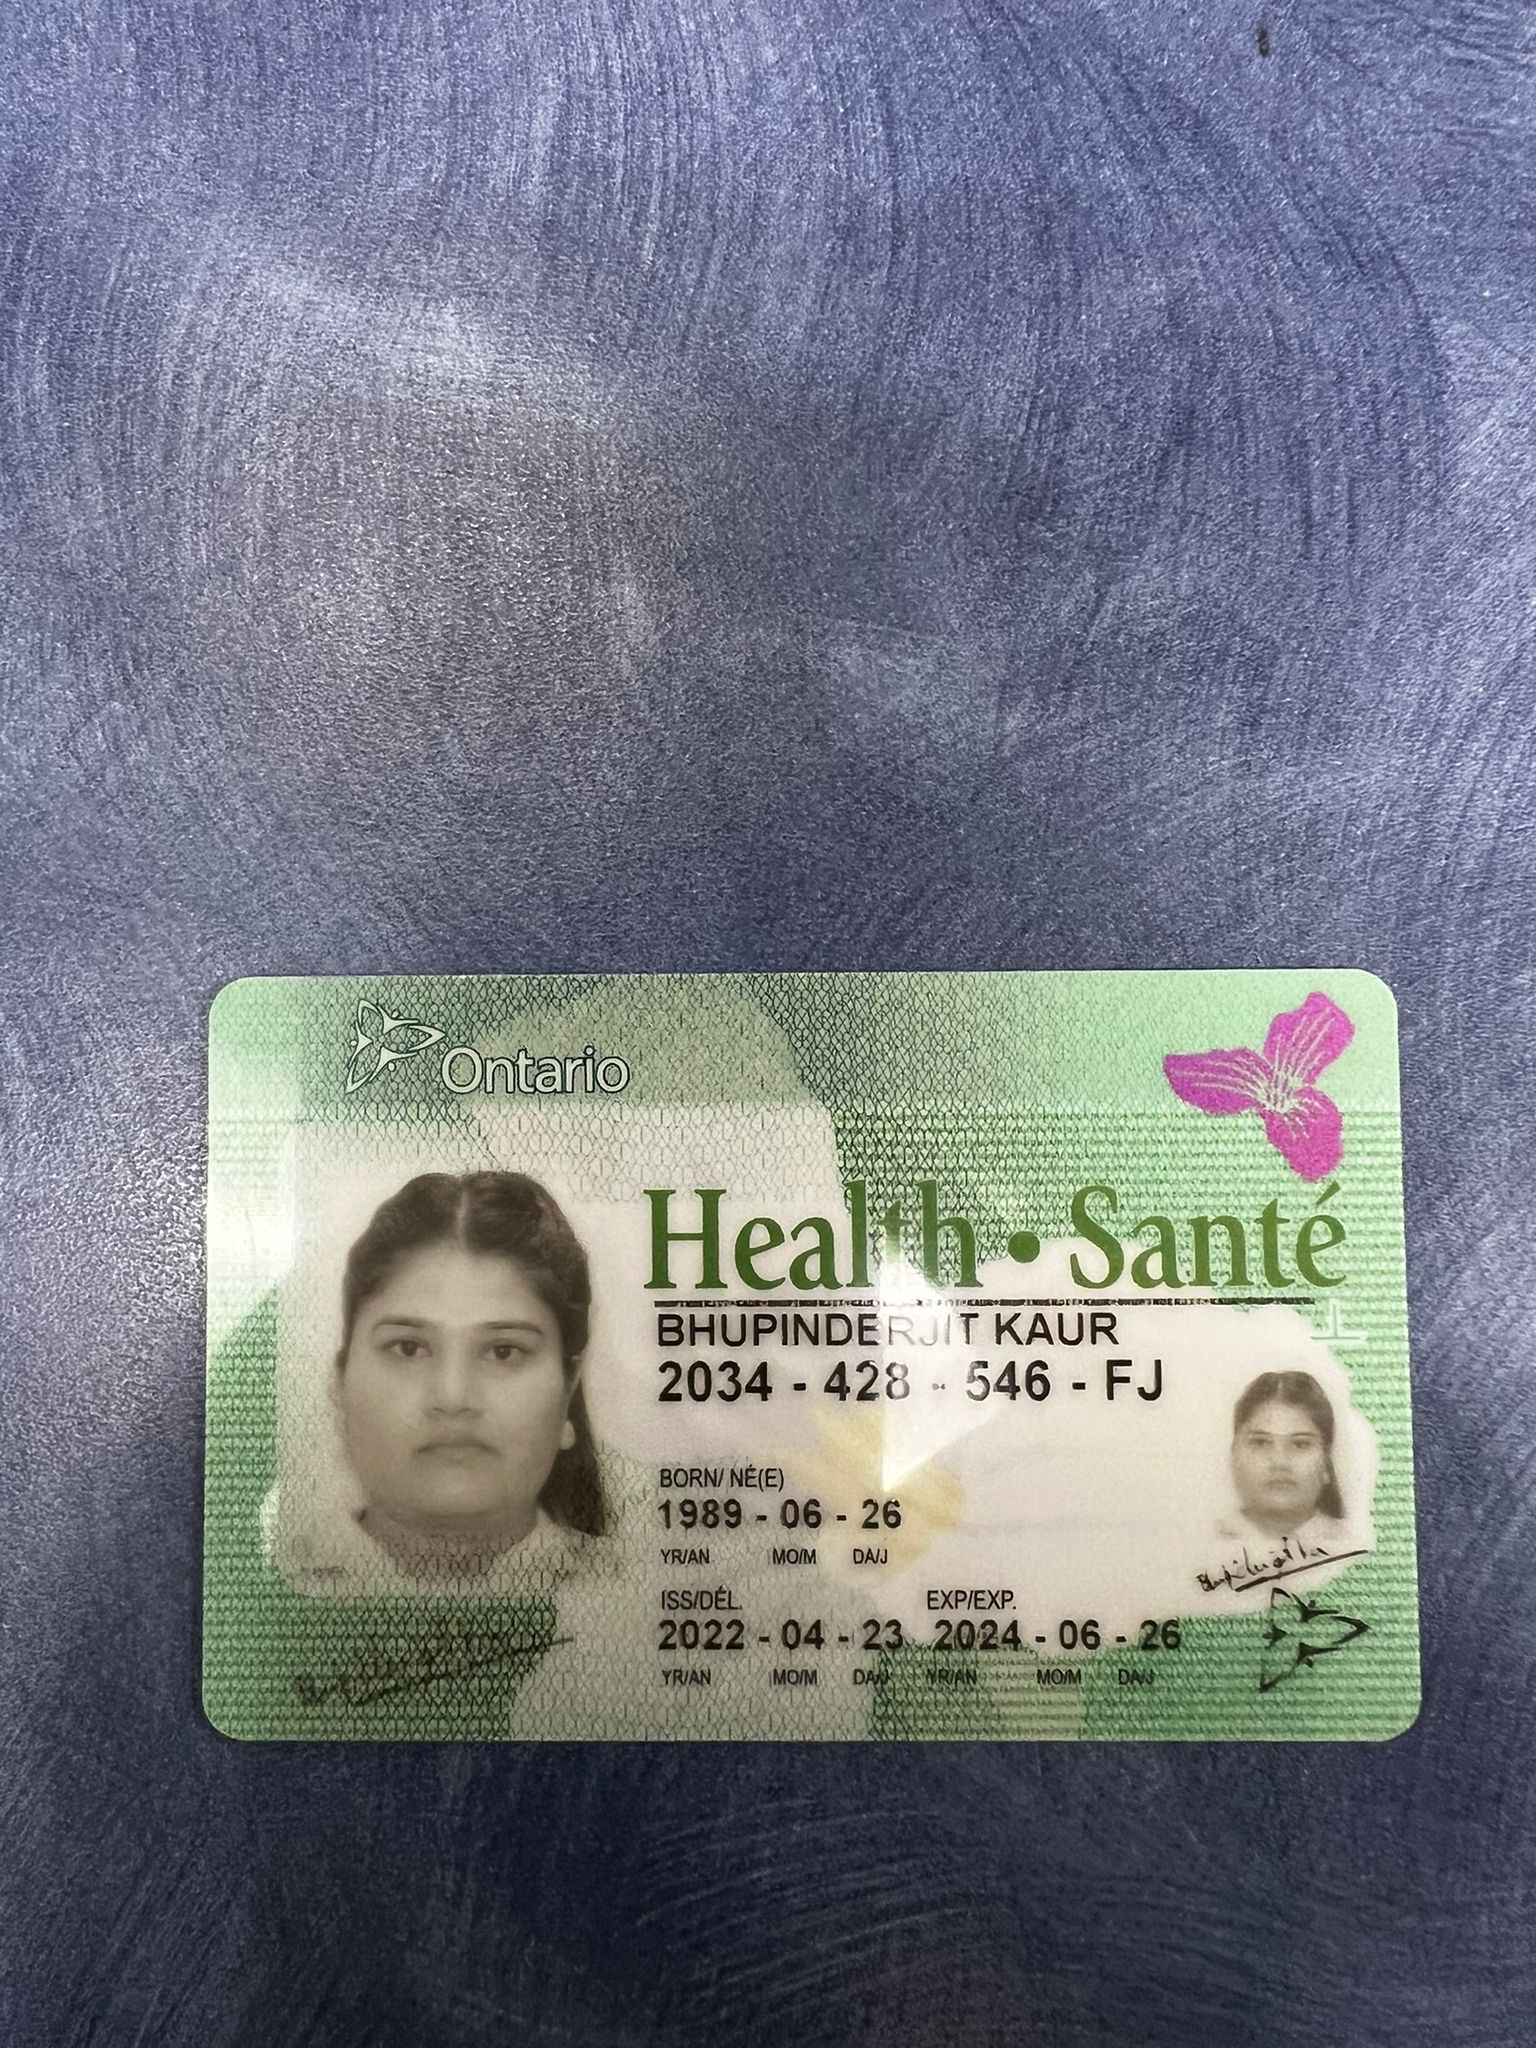 Ontario
Health • Santé
BHUPINDERJIT KAUR
2034 - 428 - 546 - FJ
BORN/ NÉ(E)
1989 - 06 - 26
YR/AN MO/M DA/J
ISS/DÉL. EXP/EXP.
2022 - 04 - 23 2024 - 06 - 26
YR/AN MO/M DA/J YR/AN MO/M DA/J